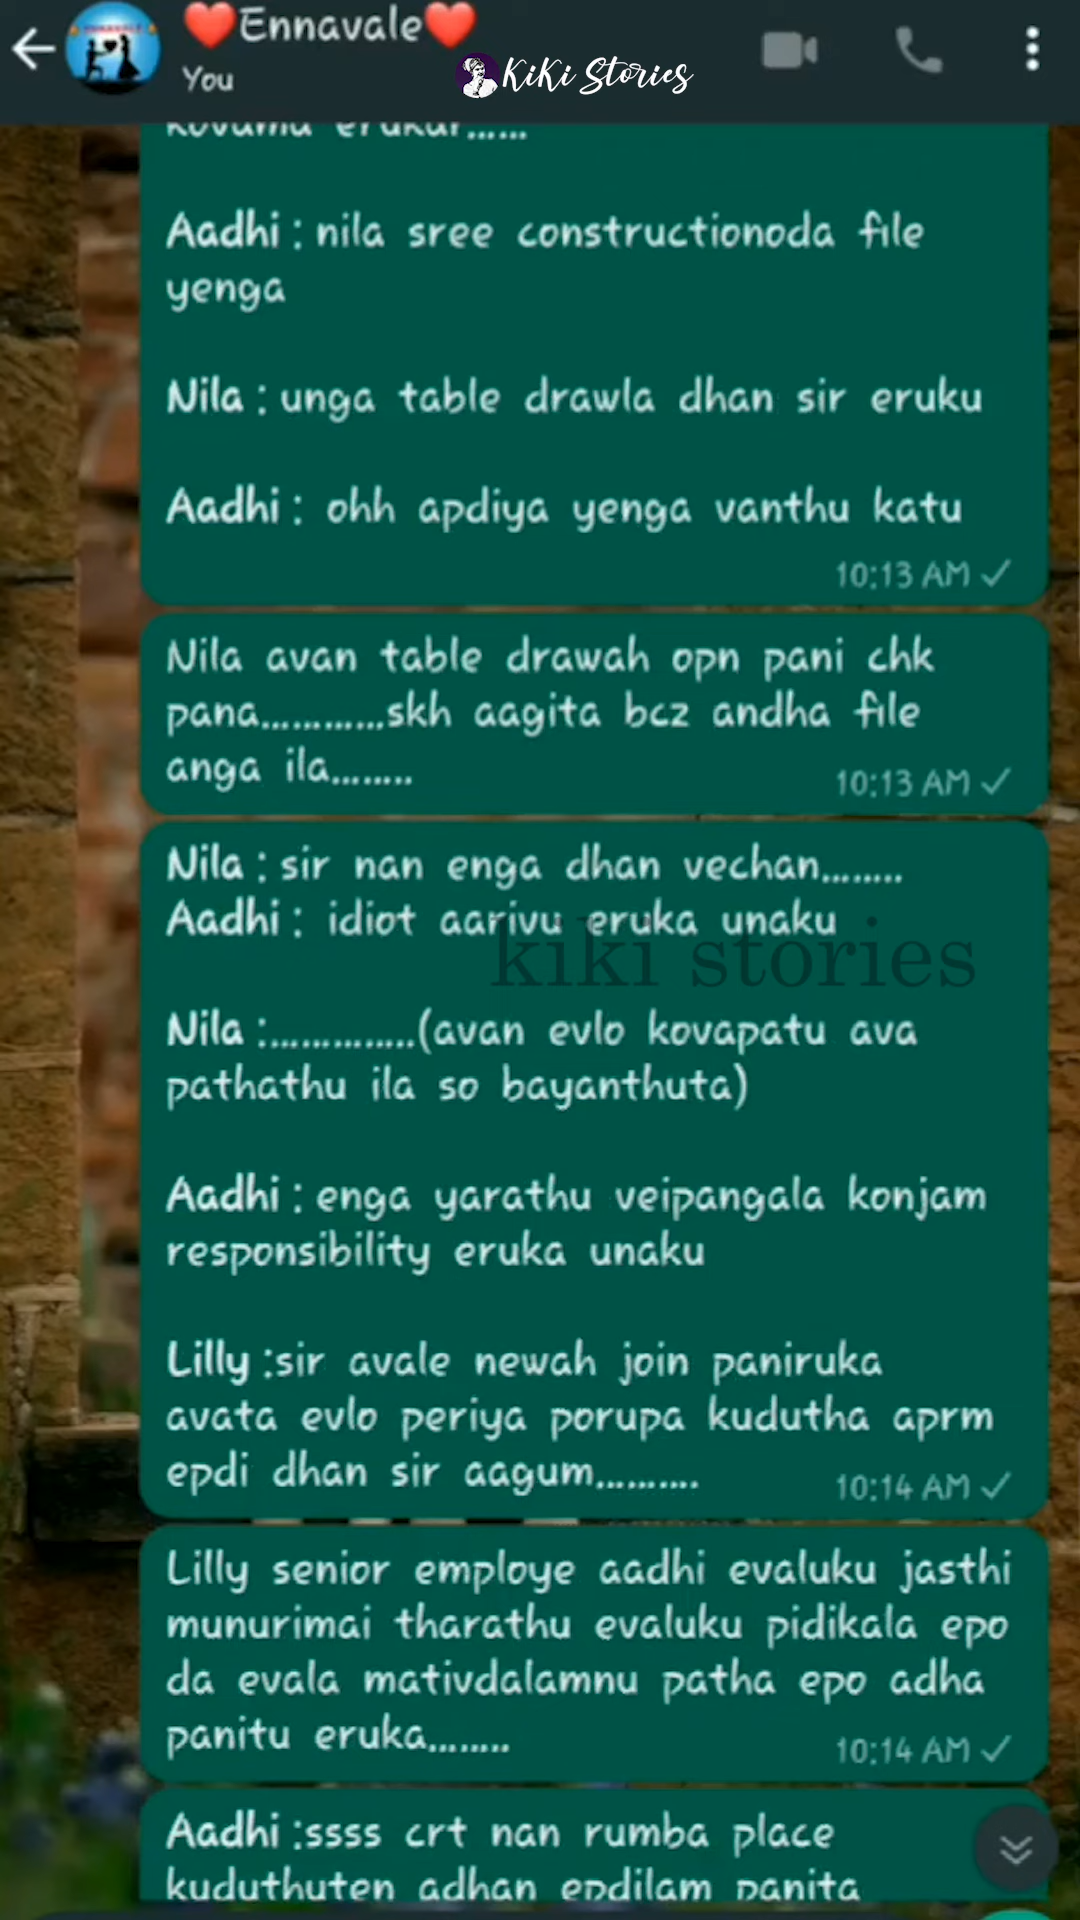 ❤️Ennavale❤️
You
KiKi Stories
kovama erukar......
Aadhi : nila sree constructionoda file
yenga
Nila : unga table drawla dhan sir eruku
Aadhi : ohh apdiya yenga vanthu katu
10:13 AM ✓
Nila avan table drawah opn pani chk
pana............skh aagita bcz andha file
anga ila........
10:13 AM ✓
Nila : sir nan enga dhan vechan........
Aadhi : idiot aarivu eruka unaku
kiki stories
Nila :..............(avan evlo kovapatu ava
pathathu ila so bayanthuta)
Aadhi : enga yarathu veipangala konjam
responsibility eruka unaku
Lilly :sir avale newah join paniruka
avata evlo periya porupa kudutha aprm
epdi dhan sir aagum..........
10:14 AM ✓
Lilly senior employe aadhi evaluku jasthi
munurimai tharathu evaluku pidikala epo
da evala mativdalamnu patha epo adha
panitu eruka........
10:14 AM ✓
Aadhi :ssss crt nan rumba place
kuduthuten adhan epdilam panita